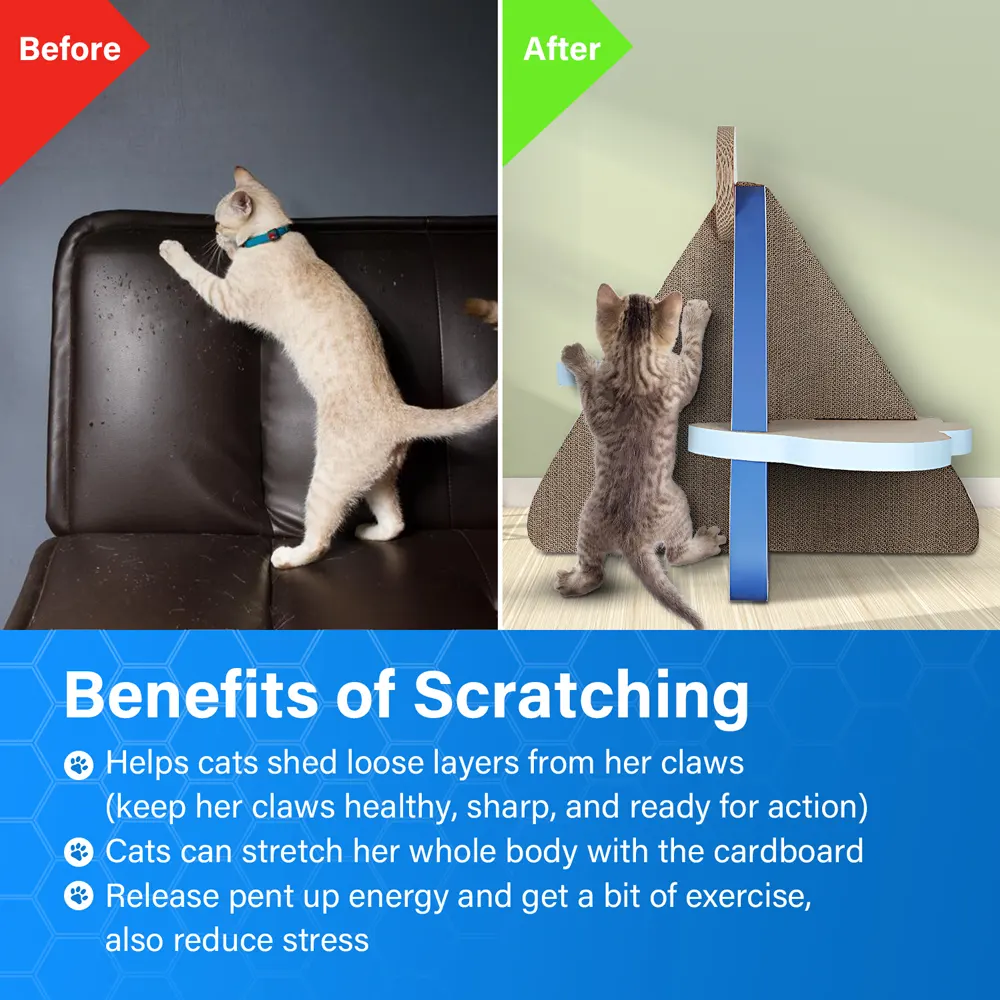 Before
After
Benefits of Scratching
Helps cats shed loose layers from her claws
(keep her claws healthy, sharp, and ready for action)
Cats can stretch her whole body with the cardboard
Release pent up energy and get a bit of exercise,
also reduce stress